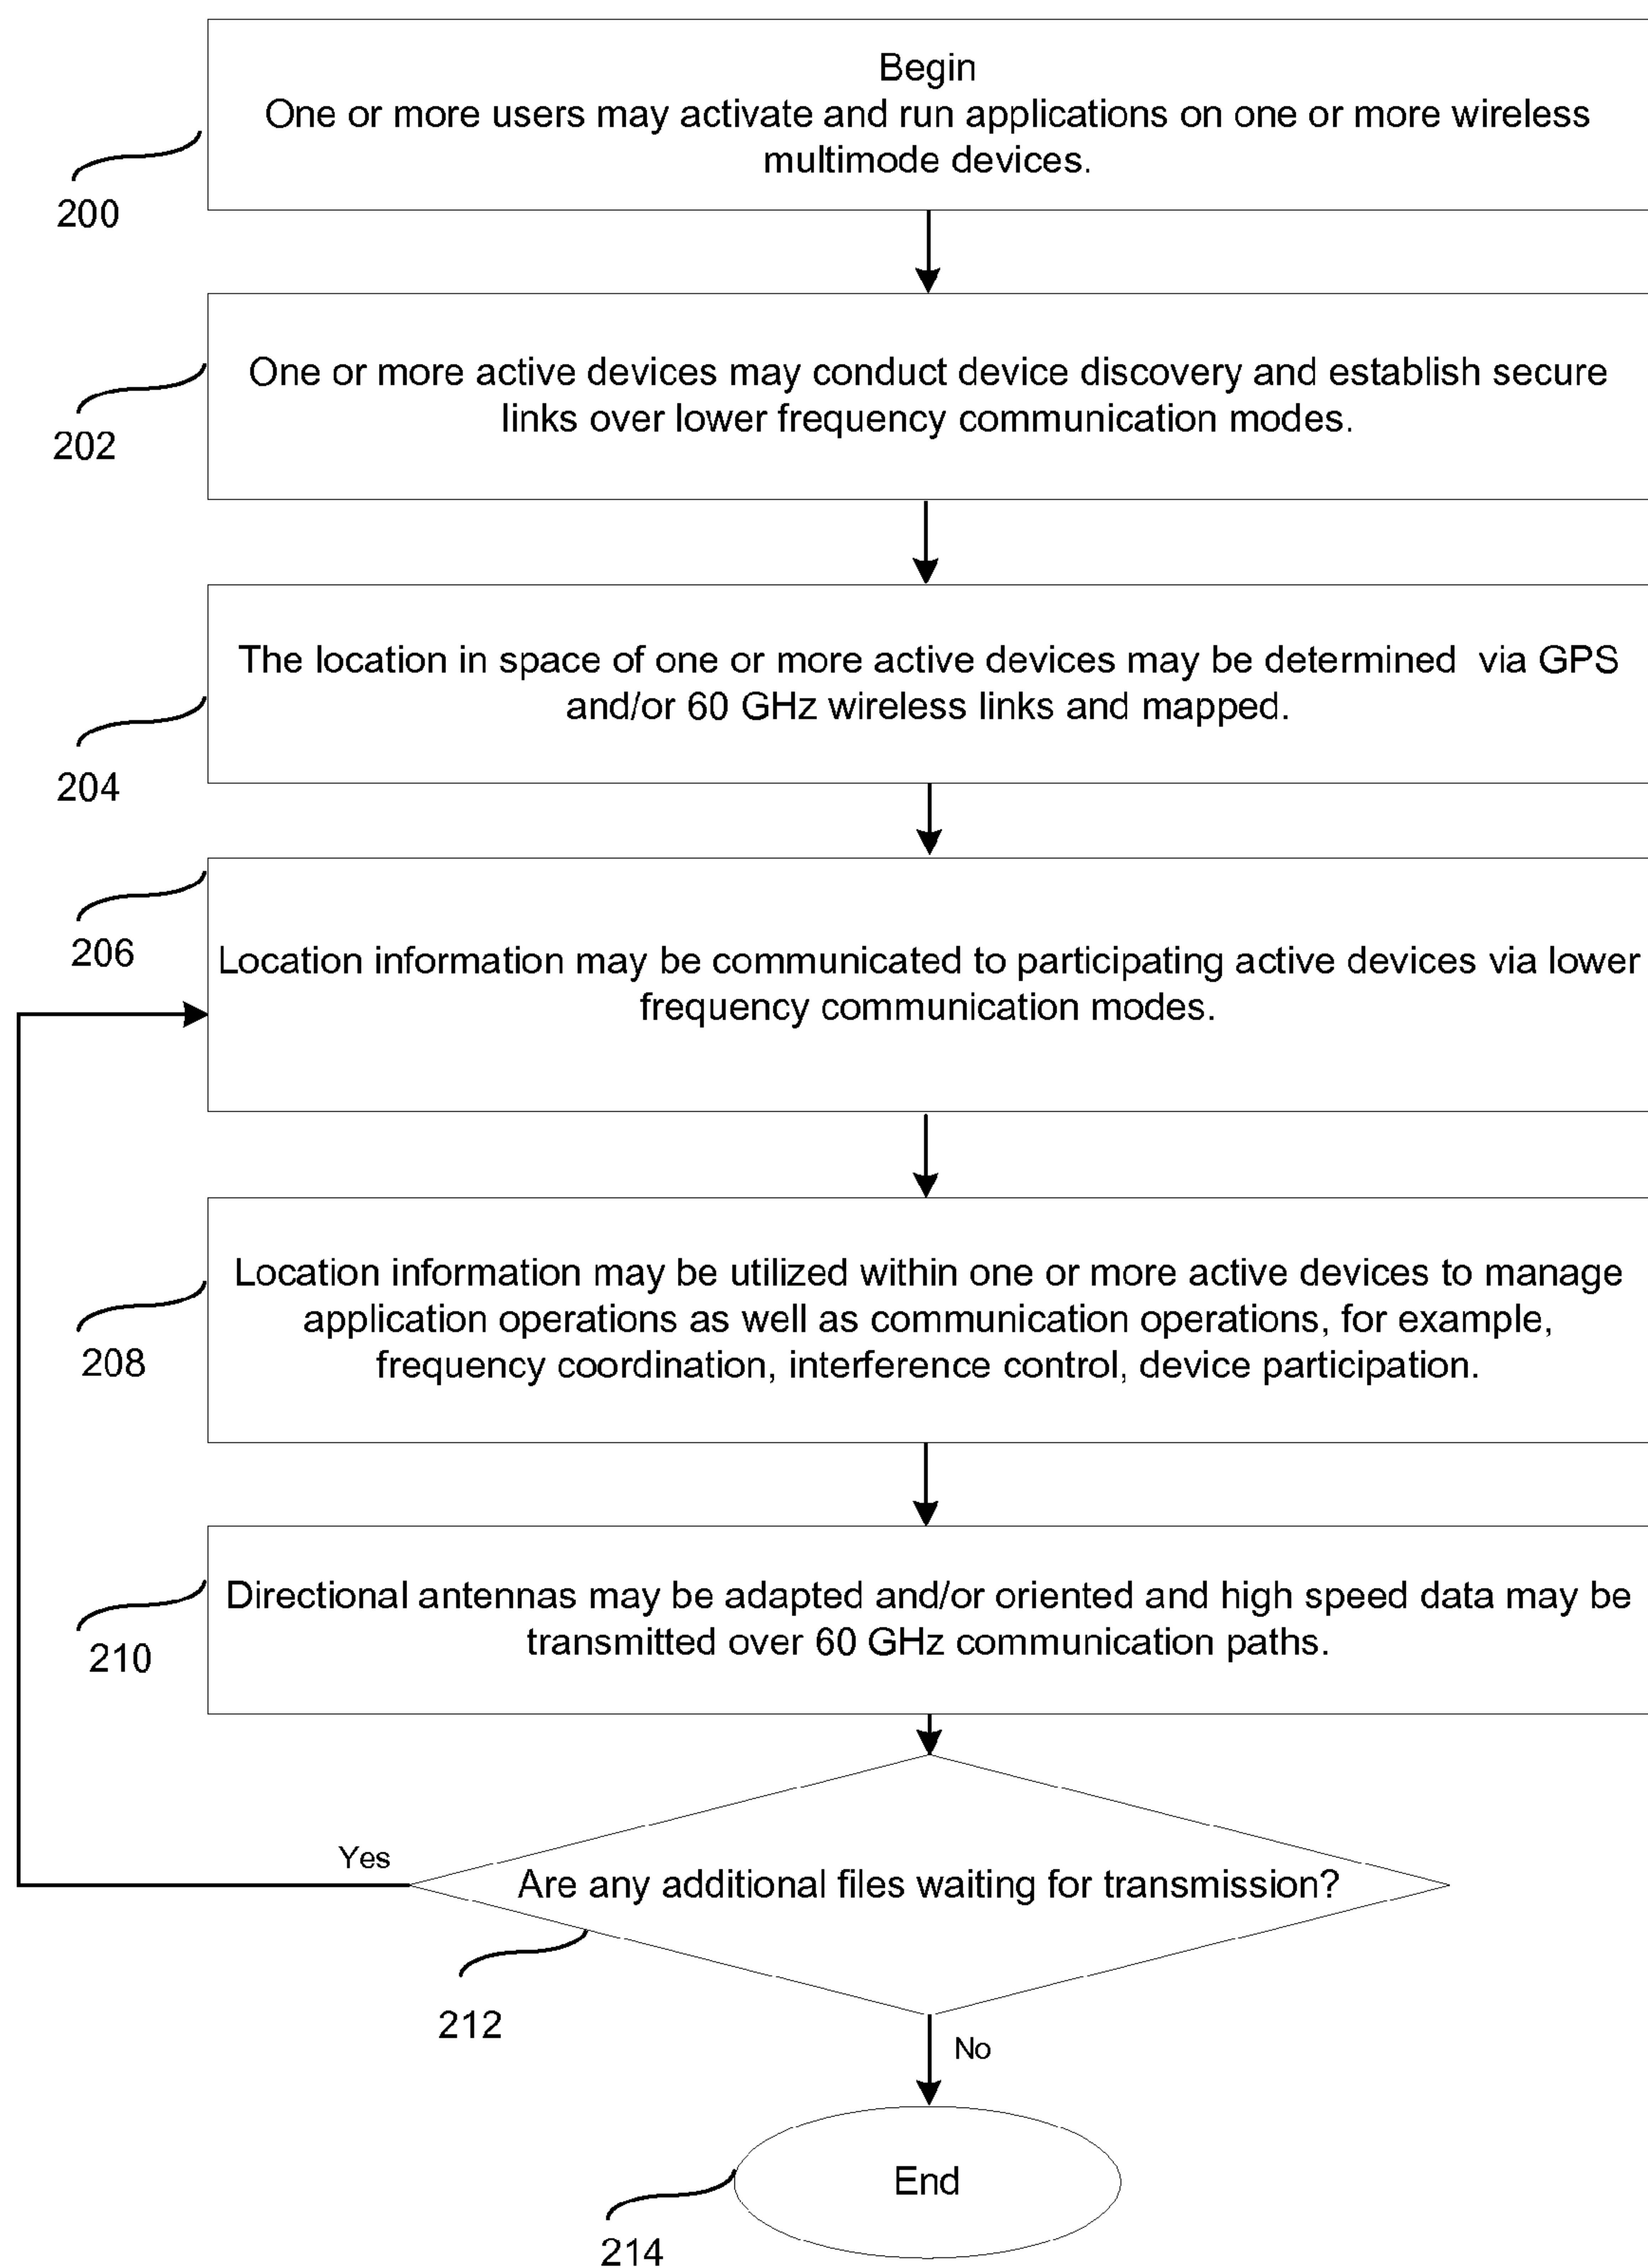 Begin
One or more users may activate and run applications on one or more wireless
multimode devices.
200
One or more active devices may conduct device discovery and establish secure
links over lower frequency communication modes.
202
The location in space of one or more active devices may be determined via GPS
and/or 60 GHz wireless links and mapped.
204
206
Location information may be communicated to participating active devices via lower
frequency communication modes.
Location information may be utilized within one or more active devices to manage
application operations as well as communication operations, for example,
frequency coordination, interference control, device participation.
208
Directional antennas may be adapted and/or oriented and high speed data may be
transmitted over 60 GHz communication paths.
210
Yes
Are any additional files waiting for transmission?
212
No
End
214